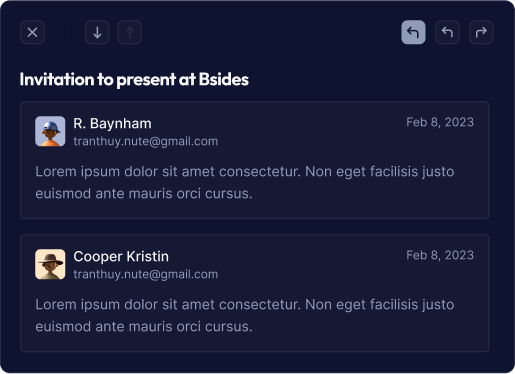 Invitation to present at Bsides
R. Baynham
Feb 8, 2023
tranthuy.nute@gmail.com
Lorem ipsum dolor sit amet consectetur. Non eget facilisis justo
euismod ante mauris orci cursus.
Cooper Kristin
Feb 8, 2023
tranthuy.nute@gmail.com
Lorem ipsum dolor sit amet consectetur. Non eget facilisis justo
euismod ante mauris orci cursus.